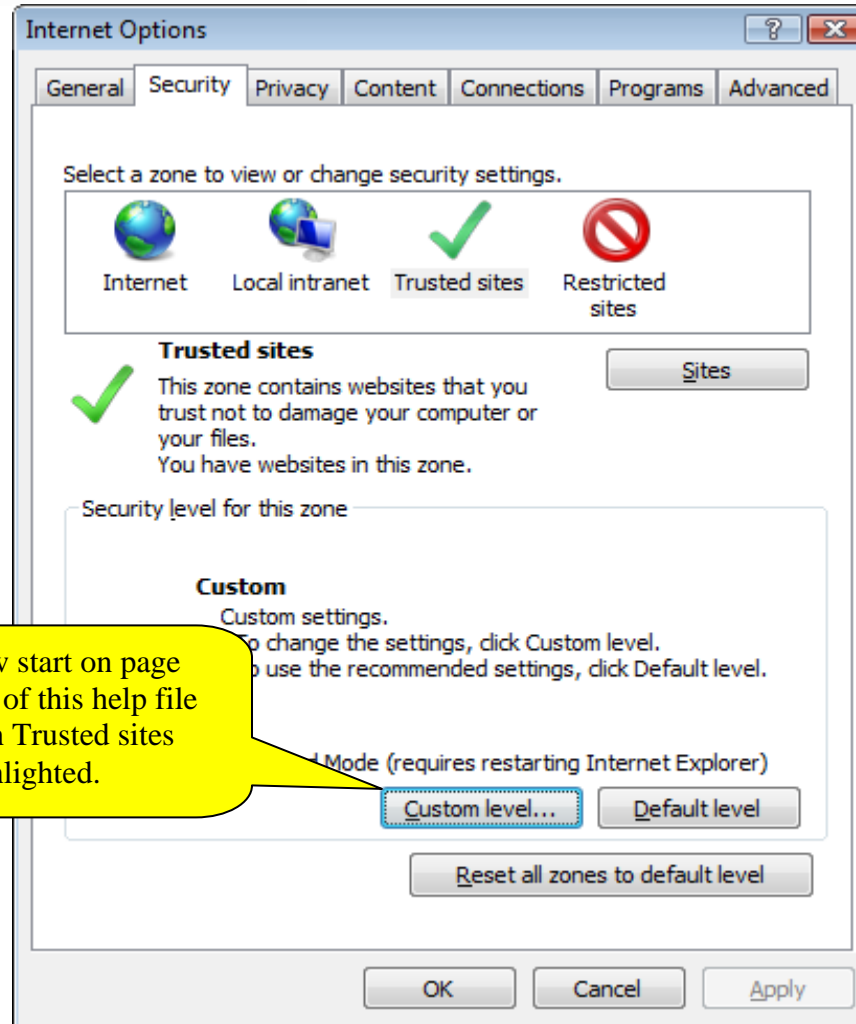 Internet Options
General Security Privacy Content Connections Programs Advanced
Select a zone to view or change security settings.
Internet Local intranet Trusted sites Restricted sites
Trusted sites
Sites
This zone contains websites that you
trust not to damage your computer or
your files.
You have websites in this zone.
Security level for this zone
Custom
Custom settings.
To change the settings, click Custom level.
use the recommended settings, click Default level.
start on page
of this help file
Trusted sites
Mode (requires restarting Internet Explorer)
Custom level... Default level
Reset all zones to default level
OK Cancel Apply